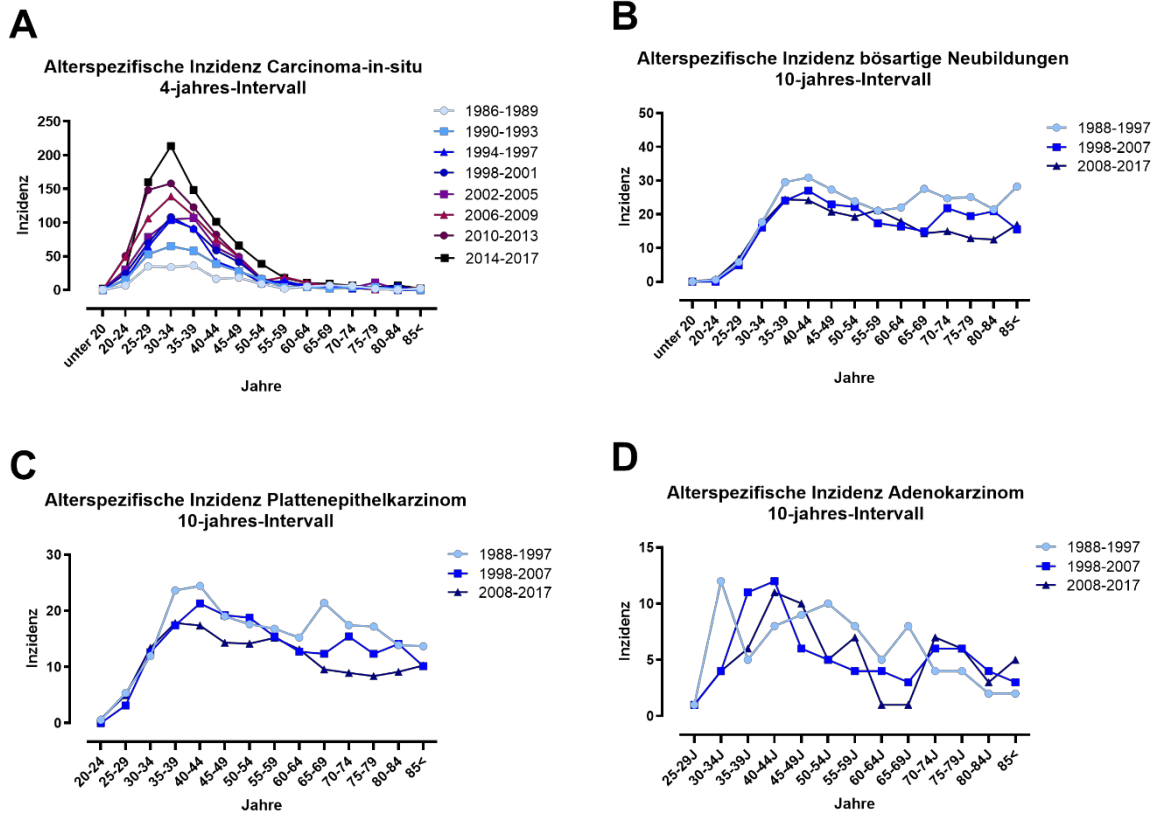 A
Alterspezifische Inzidenz Carcinoma-in-situ
4-jahres-Intervall
Inzidenz
250
200
150
100
50
0
unter 20
20-24
25-29
30-34
35-39
40-44
45-49
50-54
55-59
60-64
65-69
70-74
75-79
80-84
85<
Jahre
1986-1989
1990-1993
1994-1997
1998-2001
2002-2005
2006-2009
2010-2013
2014-2017
B
Alterspezifische Inzidenz bösartige Neubildungen
10-jahres-Intervall
Inzidenz
50
40
30
20
10
0
unter 20
20-24
25-29
30-34
35-39
40-44
45-49
50-54
55-59
60-64
65-69
70-74
75-79
80-84
85<
Jahre
1988-1997
1998-2007
2008-2017
C
Alterspezifische Inzidenz Plattenepithelkarzinom
10-jahres-Intervall
Inzidenz
30
20
10
0
20-24
25-29
30-34
35-39
40-44
45-49
50-54
55-59
60-64
65-69
70-74
75-79
80-84
85<
Jahre
1988-1997
1998-2007
2008-2017
D
Alterspezifische Inzidenz Adenokarzinom
10-jahres-Intervall
Inzidenz
15
10
5
0
25-29J
30-34J
35-39J
40-44J
45-49J
50-54J
55-59J
60-64J
65-69J
70-74J
75-79J
80-84J
85<
Jahre
1988-1997
1998-2007
2008-2017